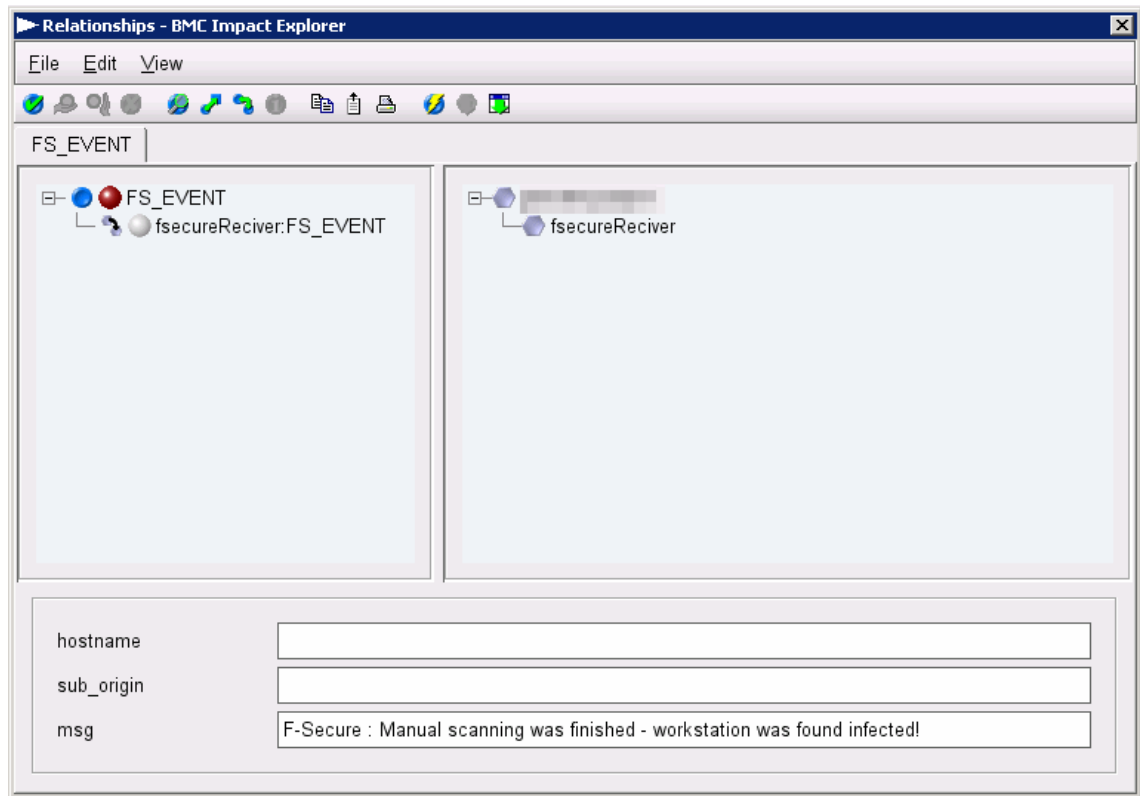 Relationships - BMC Impact Explorer
File Edit View
FS_EVENT
FS_EVENT
fsecureReciver:FS_EVENT
fsecureReciver
hostname
sub_origin
msg F-Secure : Manual scanning was finished - workstation was found infected!